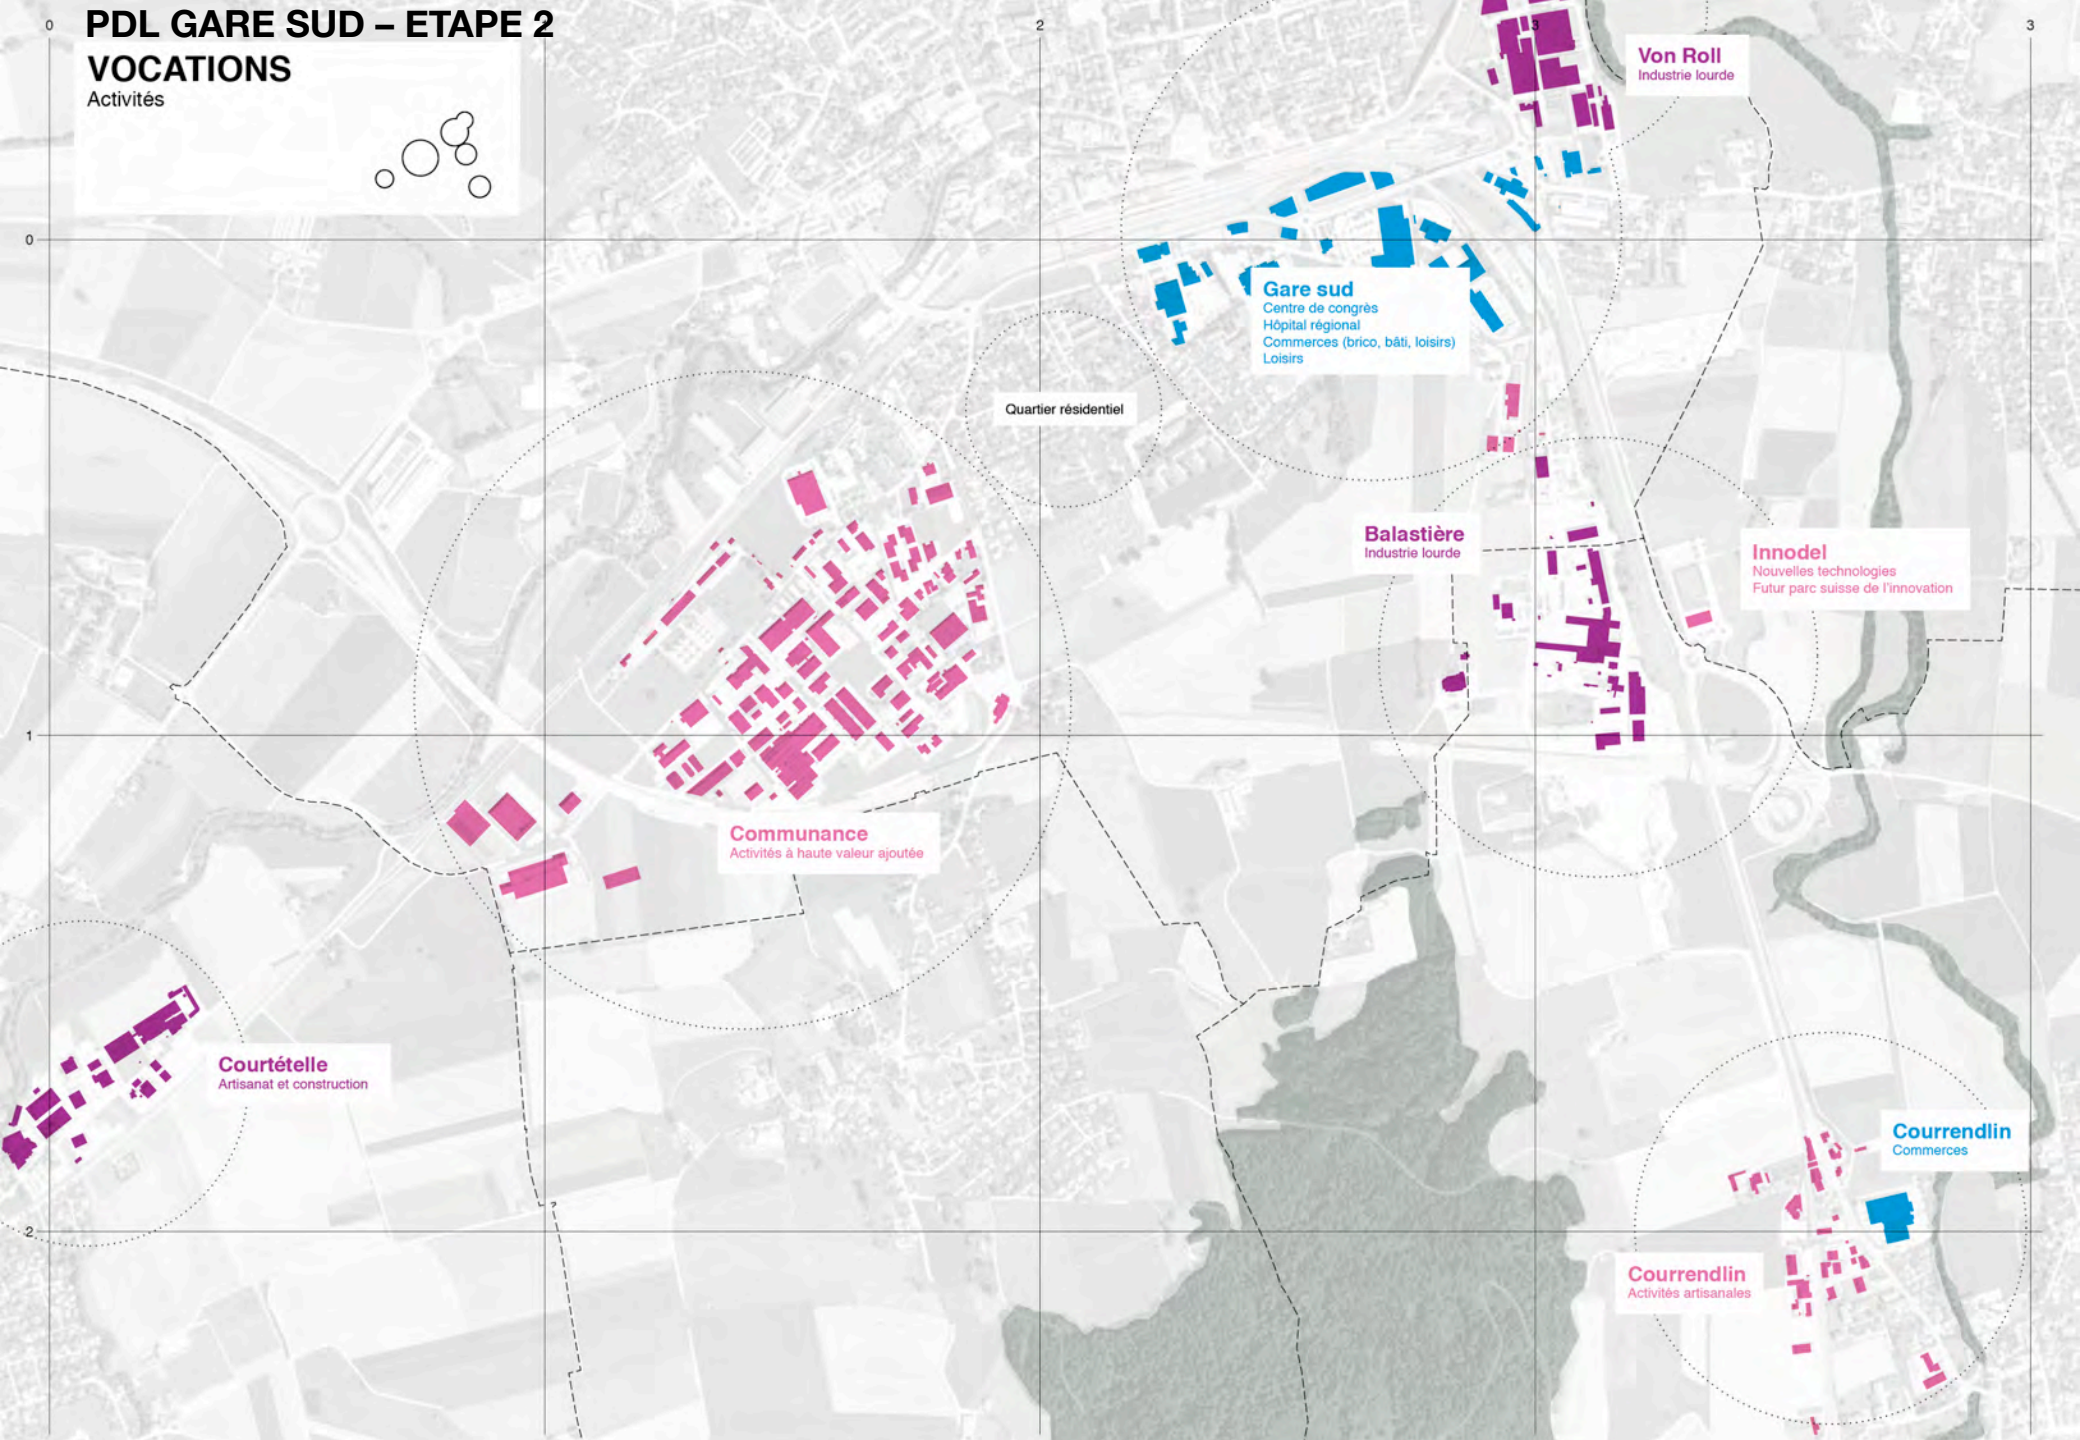 PDL GARE SUD – ETAPE 2
VOCATIONS
Activités
0
2
3
3
Von Roll
Industrie lourde
0
Gare sud
Centre de congrès
Hôpital régional
Commerces (brico, bâti, loisirs)
Loisirs
Quartier résidentiel
Balastière
Industrie lourde
Innodel
Nouvelles technologies
Futur parc suisse de l'innovation
1
Communance
Activités à haute valeur ajoutée
Courtételle
Artisanat et construction
Courrendlin
Commerces
2
Courrendlin
Activités artisanales